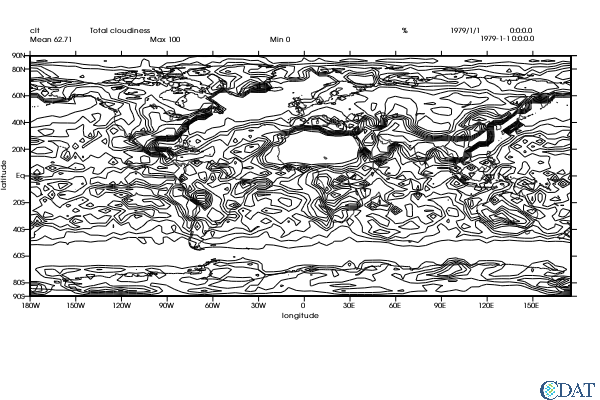 clt Total cloudiness % 1979/1/1 0:0:0.0
Mean 62.71 Max 100 Min 0 1979-1-1 0:0:0.0
90N
80N
60N
40N
20N
Eq
20S
40S
60S
80S
90S
latitude
180W 150W 120W 90W 60W 30W 0 30E 60E 90E 120E 150E
longitude
CDAT